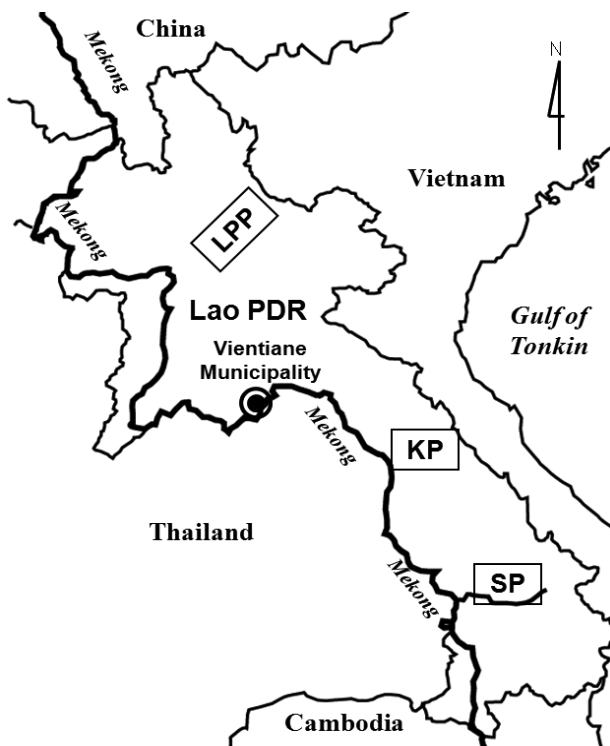 China
N
Mekong
Vietnam
Mekong
LPP
Lao PDR
Gulf of
Tonkin
Vientiane
Municipality
Mekong
KP
Thailand
SP
Mekong
Cambodia